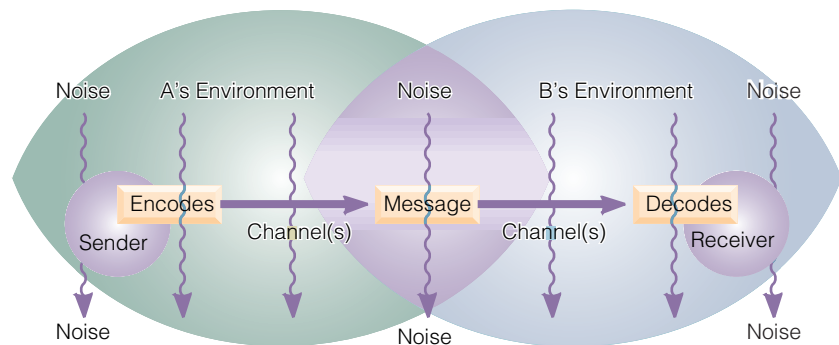 Noise
A's Environment
Noise
B's Environment
Noise
Encodes
Message
Decodes
Sender
Channel(s)
Channel(s)
Receiver
Noise
Noise
Noise